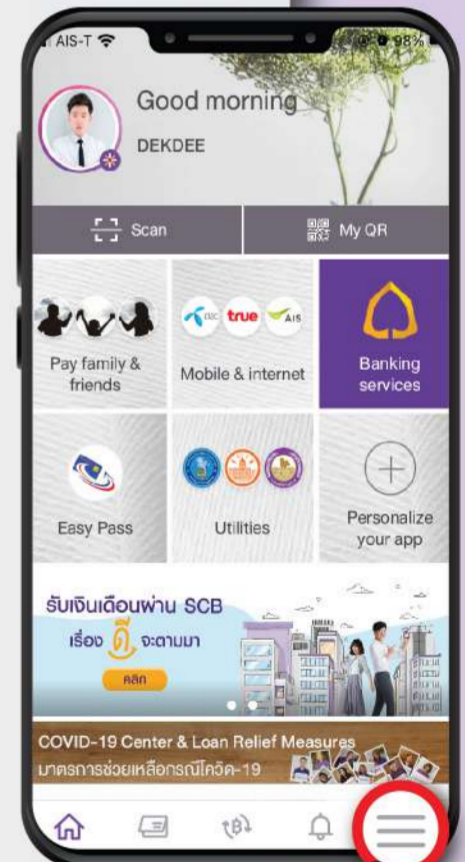 AIS-T
98%
Good morning
DEKDEE
Scan
My QR
Pay family &
friends
dtac true AIS
Mobile & internet
Banking
services
Easy Pass
Utilities
Personalize
your app
รับเงินเดือนผ่าน SCB
เรื่อง ดี จะตามมา
คลิก
COVID-19 Center & Loan Relief Measures
มาตรการช่วยเหลือกรณีโควิด-19